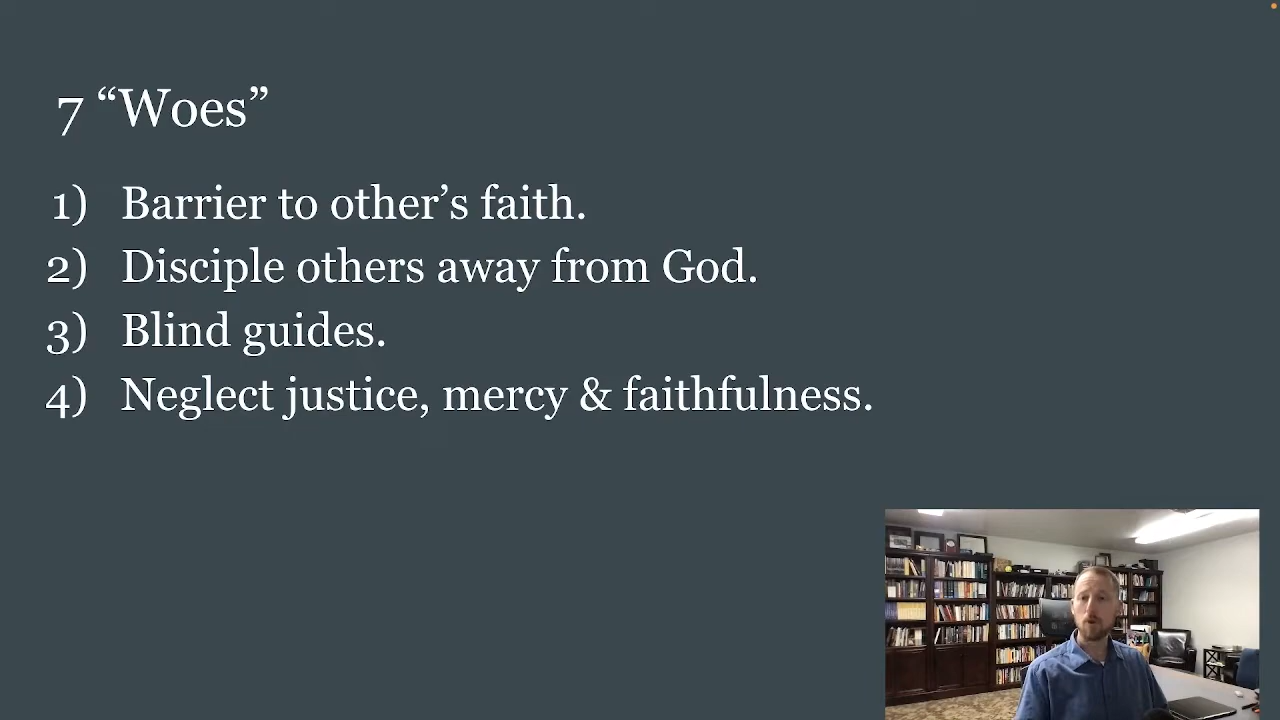 7 “Woes”
1) Barrier to other’s faith.
2) Disciple others away from God.
3) Blind guides.
4) Neglect justice, mercy & faithfulness.